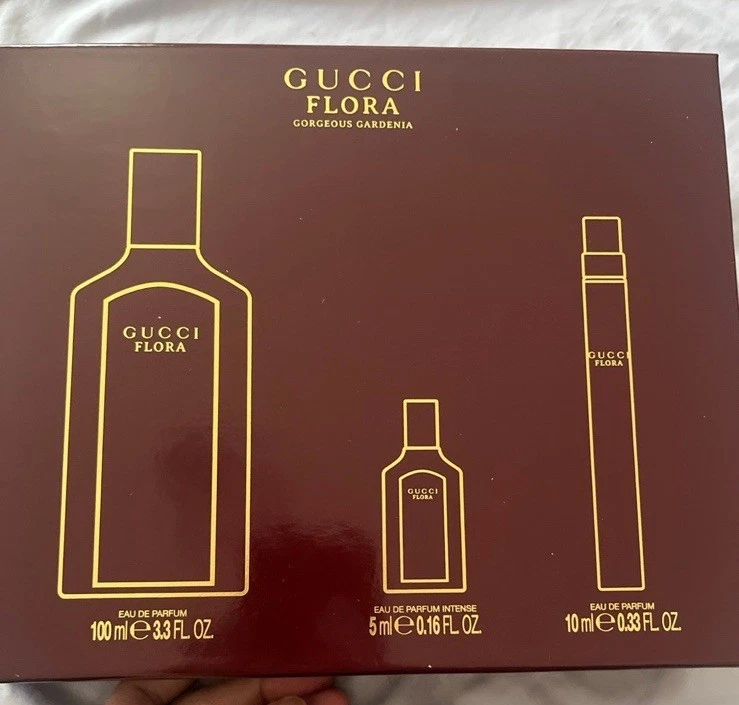 GUCCI
FLORA
GORGEOUS GARDENIA
GUCCI
FLORA
EAU DE PARFUM
100 ml e 3.3 FL. OZ.
GUCCI
FLORA
EAU DE PARFUM INTENSE
5 ml e 0.16 FL. OZ.
GUCCI
FLORA
EAU DE PARFUM
10 ml e 0.33 FL. OZ.